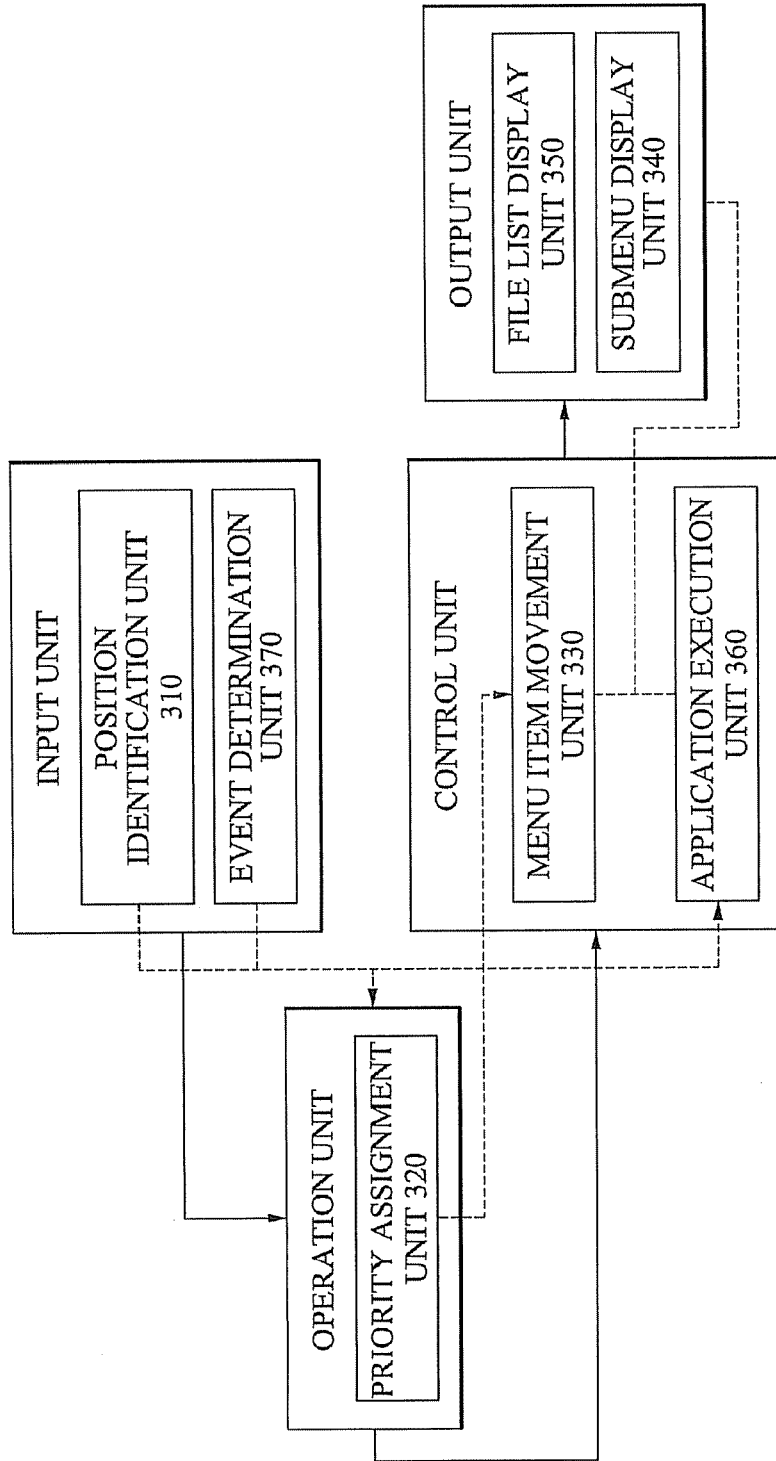 INPUT UNIT
POSITION
IDENTIFICATION UNIT
310
EVENT DETERMINATION
UNIT 370
OPERATION UNIT
PRIORITY ASSIGNMENT
UNIT 320
CONTROL UNIT
MENU ITEM MOVEMENT
UNIT 330
APPLICATION EXECUTION
UNIT 360
OUTPUT UNIT
FILE LIST DISPLAY
UNIT 350
SUBMENU DISPLAY
UNIT 340